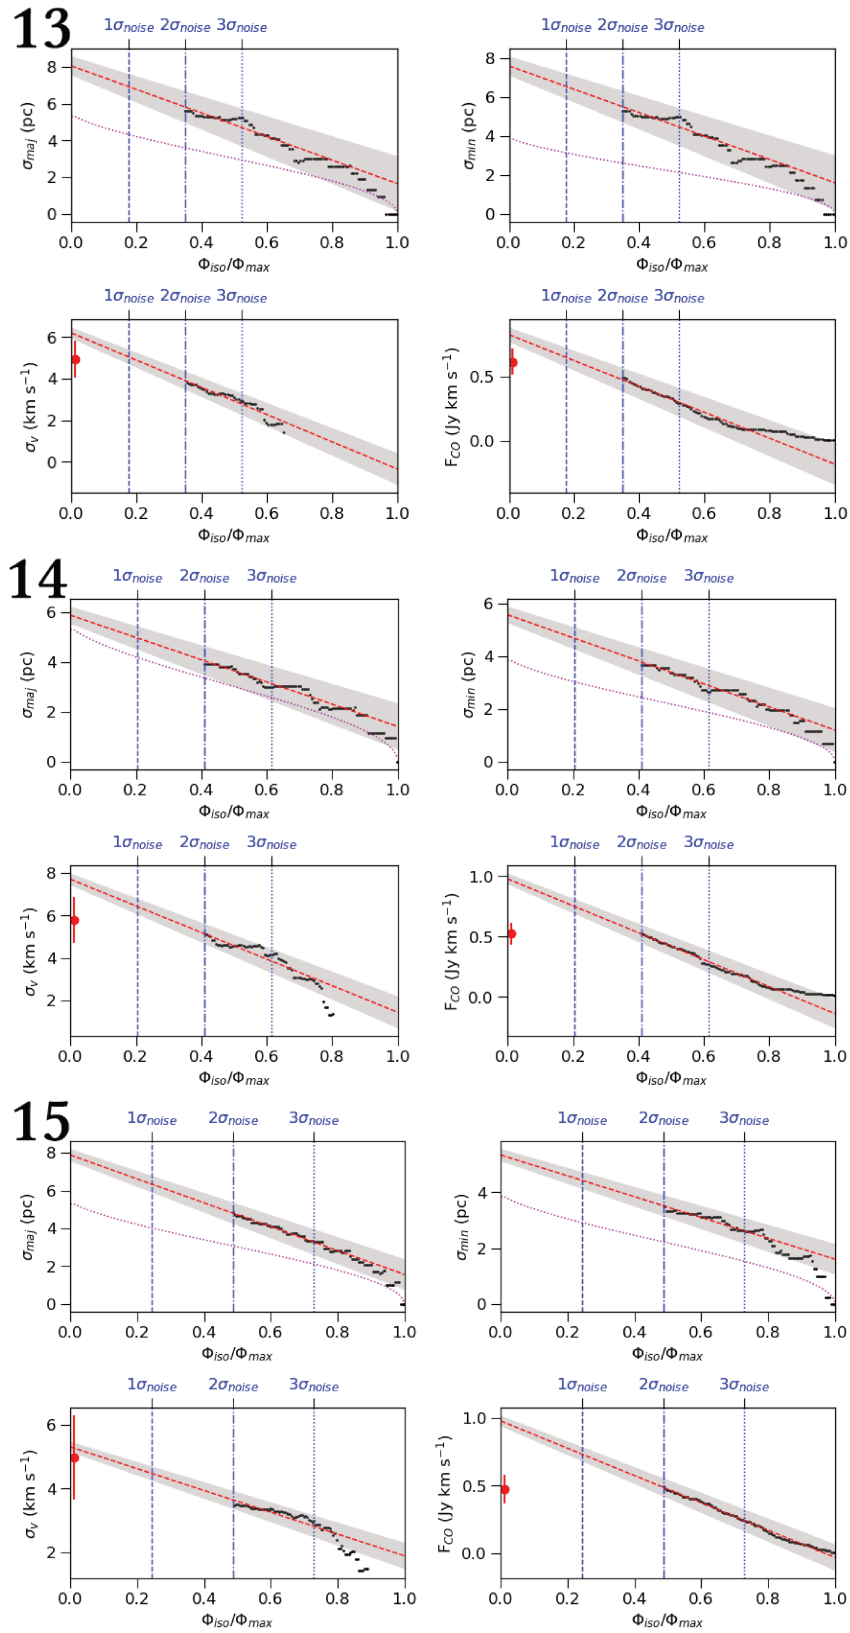 13
1σnoise 2σnoise 3σnoise
1σnoise 2σnoise 3σnoise
σmaj (pc)
8
6
4
2
0
0.0 0.2 0.4 0.6 0.8 1.0
Φiso/Φmax
σmin (pc)
8
6
4
2
0
0.0 0.2 0.4 0.6 0.8 1.0
Φiso/Φmax
1σnoise 2σnoise 3σnoise
1σnoise 2σnoise 3σnoise
σv (km s−1)
6
4
2
0
0.0 0.2 0.4 0.6 0.8 1.0
Φiso/Φmax
FCO (Jy km s−1)
0.5
0.0
0.0 0.2 0.4 0.6 0.8 1.0
Φiso/Φmax
14
1σnoise 2σnoise 3σnoise
1σnoise 2σnoise 3σnoise
σmaj (pc)
6
4
2
0
0.0 0.2 0.4 0.6 0.8 1.0
Φiso/Φmax
σmin (pc)
6
4
2
0
0.0 0.2 0.4 0.6 0.8 1.0
Φiso/Φmax
1σnoise 2σnoise 3σnoise
1σnoise 2σnoise 3σnoise
σv (km s−1)
8
6
4
2
0.0 0.2 0.4 0.6 0.8 1.0
Φiso/Φmax
FCO (Jy km s−1)
1.0
0.5
0.0
0.0 0.2 0.4 0.6 0.8 1.0
Φiso/Φmax
15
1σnoise 2σnoise 3σnoise
1σnoise 2σnoise 3σnoise
σmaj (pc)
8
6
4
2
0
0.0 0.2 0.4 0.6 0.8 1.0
Φiso/Φmax
σmin (pc)
4
2
0
0.0 0.2 0.4 0.6 0.8 1.0
Φiso/Φmax
1σnoise 2σnoise 3σnoise
1σnoise 2σnoise 3σnoise
σv (km s−1)
6
4
2
0.0 0.2 0.4 0.6 0.8 1.0
Φiso/Φmax
FCO (Jy km s−1)
1.0
0.5
0.0
0.0 0.2 0.4 0.6 0.8 1.0
Φiso/Φmax